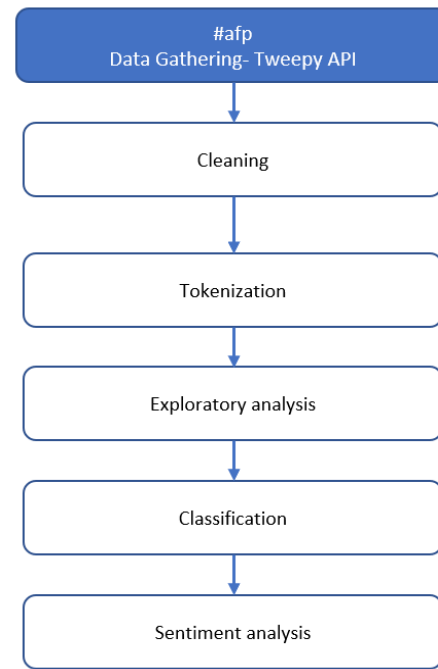 #afp
Data Gathering- Tweepy API
Cleaning
Tokenization
Exploratory analysis
Classification
Sentiment analysis